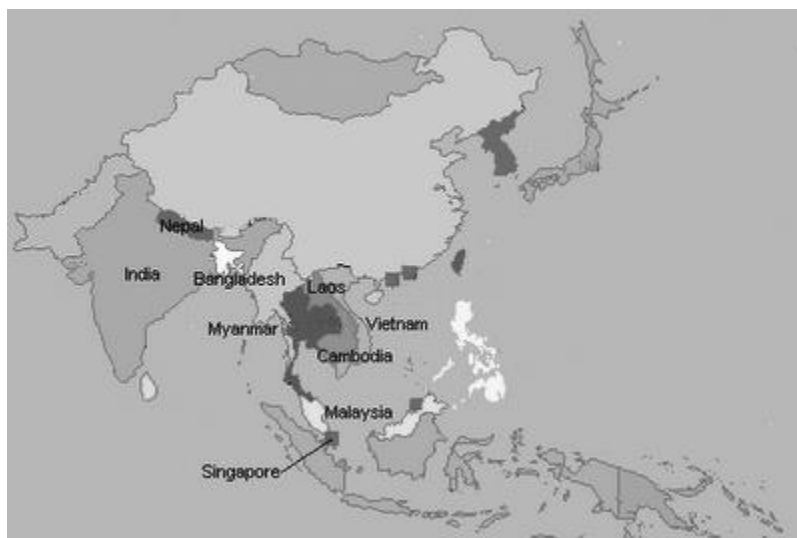 Nepal
India
Bangladesh
Laos
Myanmar
Vietnam
Cambodia
Malaysia
Singapore